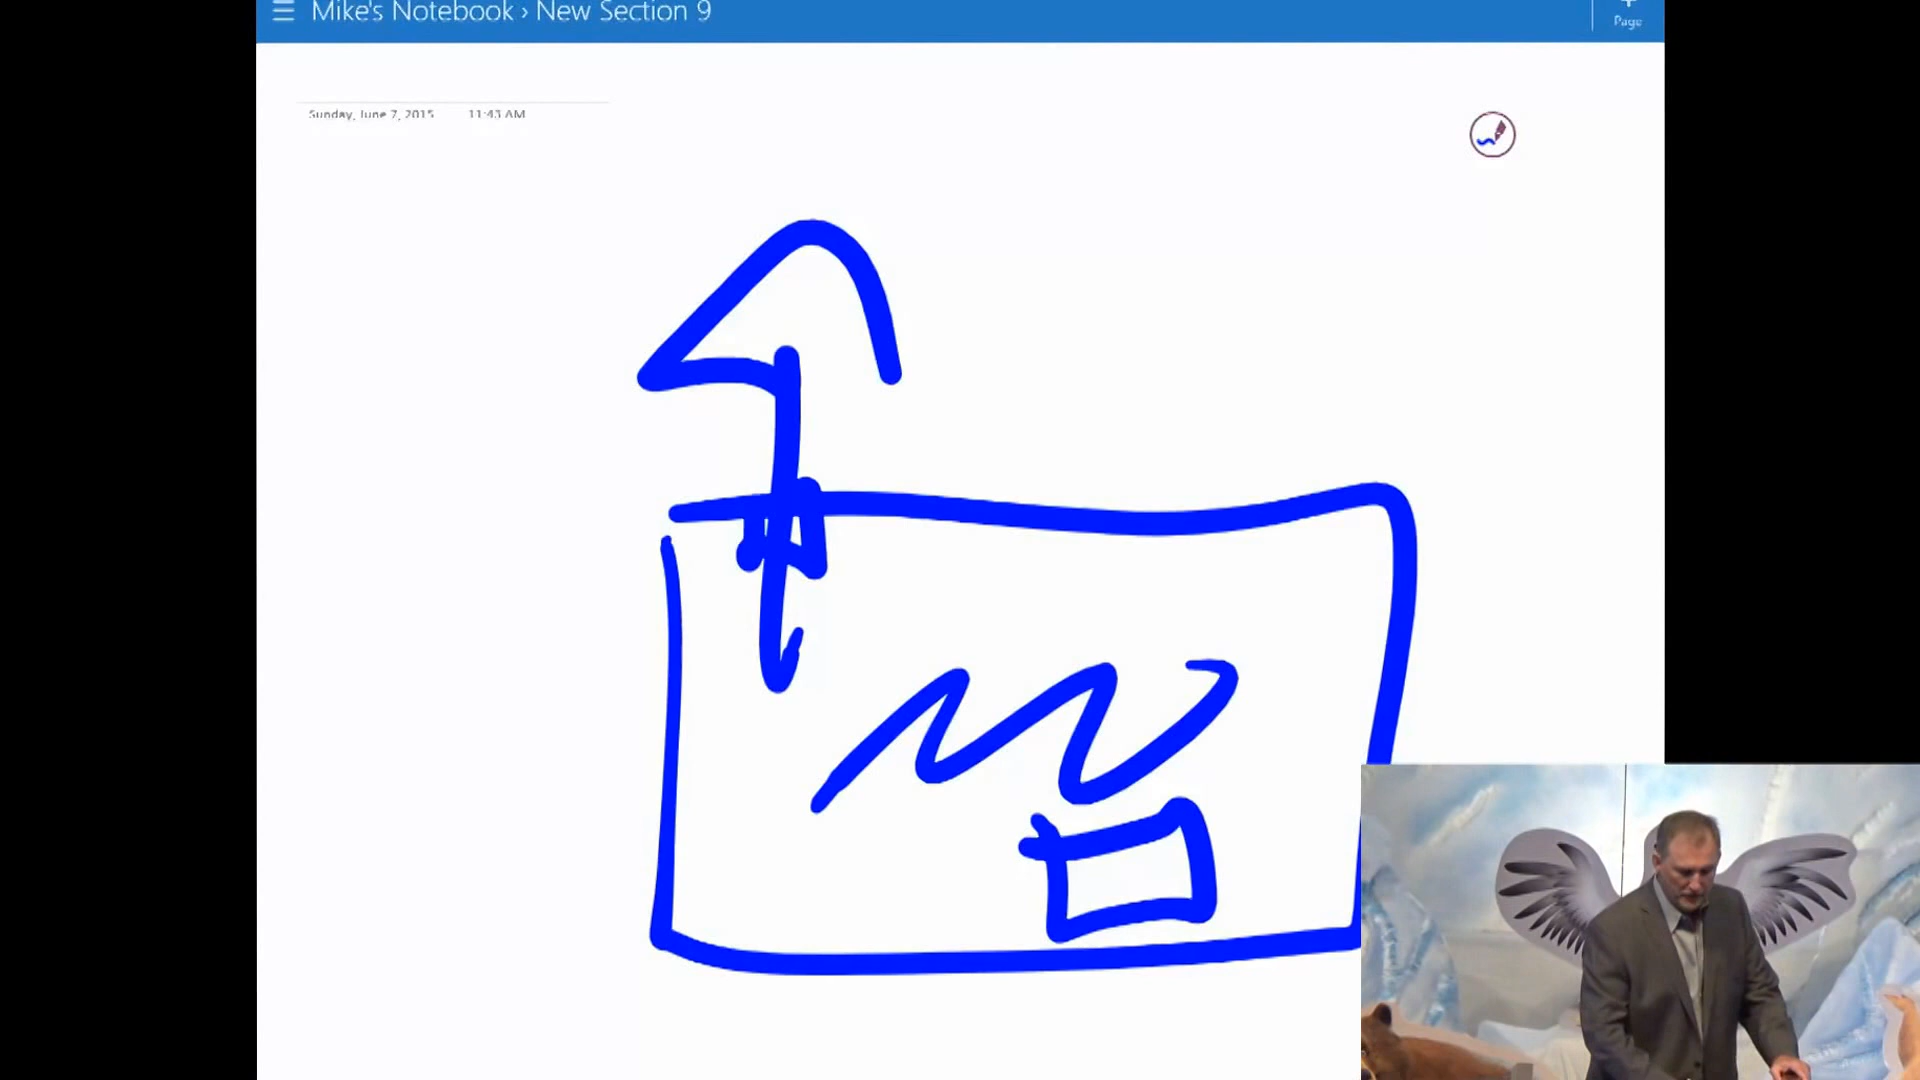 Mike's Notebook › New Section 9
Page
Sunday, June 7, 2015 11:43 AM